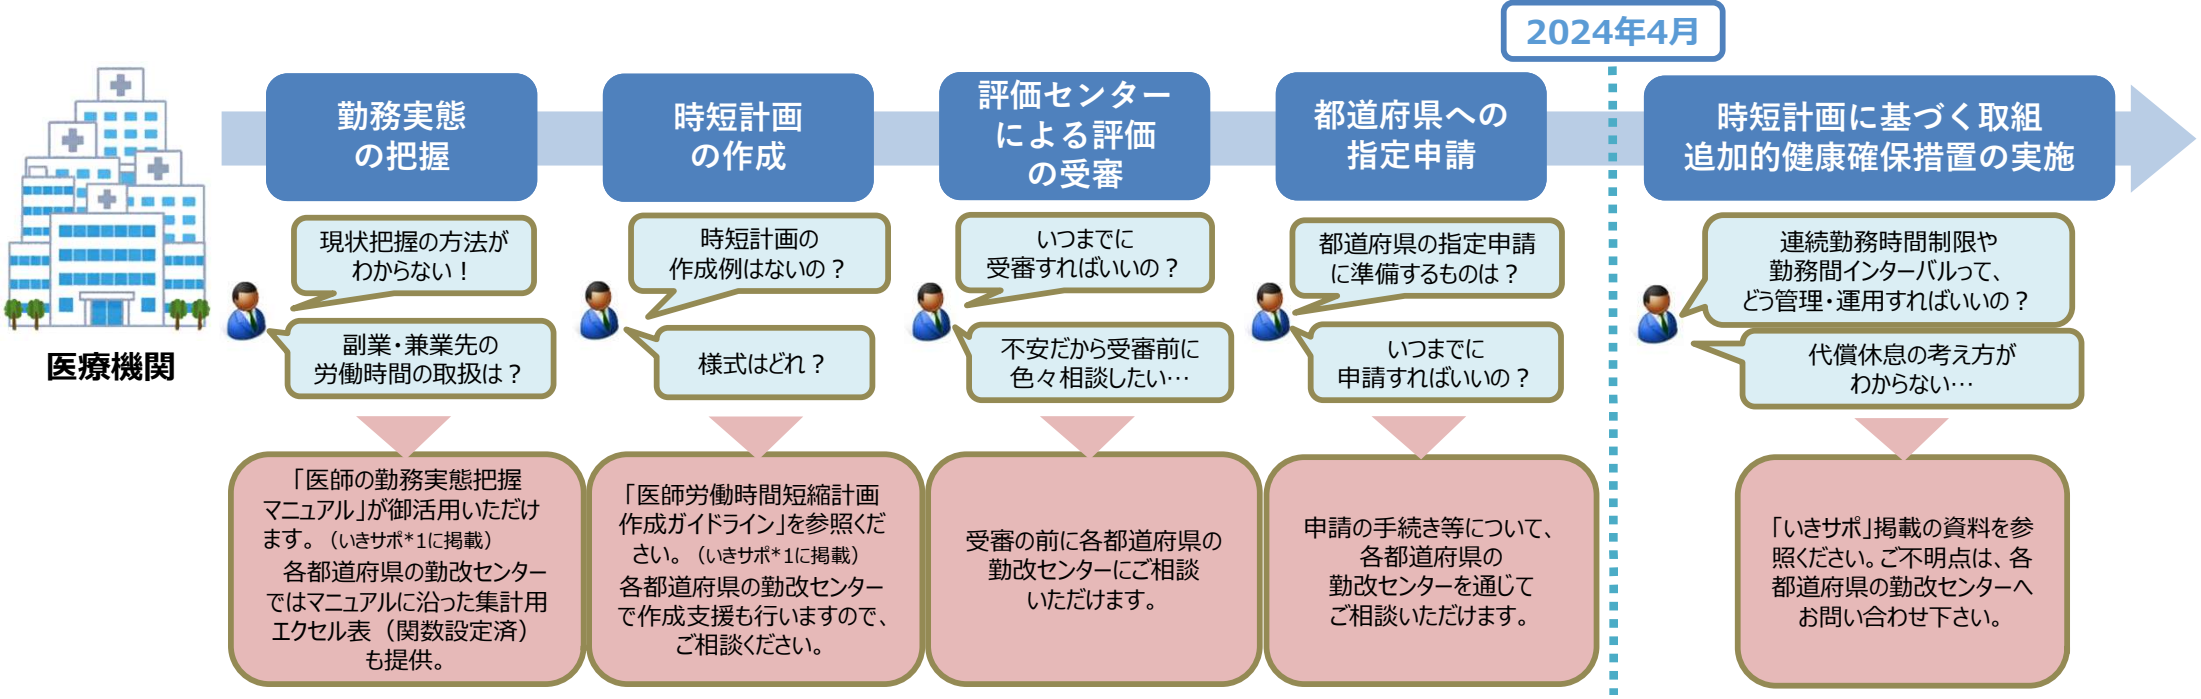 2024年4月
勤務実態
の把握
時短計画
の作成
評価センター
による評価
の受審
都道府県への
指定申請
時短計画に基づく取組
追加的健康確保措置の実施
医療機関
現状把握の方法が
わからない！
副業・兼業先の
労働時間の取扱は？
時短計画の
作成例はないの？
様式はどれ？
いつまでに
受審すればいいの？
不安だから受審前に
色々相談したい…
都道府県の指定申請
に準備するものは？
いつまでに
申請すればいいの？
連続勤務時間制限や
勤務間インターバルって、
どう管理・運用すればいいの？
代償休息の考え方が
わからない…
「医師の勤務実態把握
マニュアル」が御活用いただけ
ます。（いきサポ*1に掲載）
各都道府県の勤改センター
ではマニュアルに沿った集計用
エクセル表（関数設定済）
も提供。
「医師労働時間短縮計画
作成ガイドライン」を参照くだ
さい。（いきサポ*1に掲載）
各都道府県の勤改センター
で作成支援も行いますので、
ご相談ください。
受審の前に各都道府県の
勤改センターにご相談
いただけます。
申請の手続き等について、
各都道府県の
勤改センターを通じて
ご相談いただけます。
「いきサポ」掲載の資料を参
照ください。ご不明点は、各
都道府県の勤改センターへ
お問い合わせ下さい。